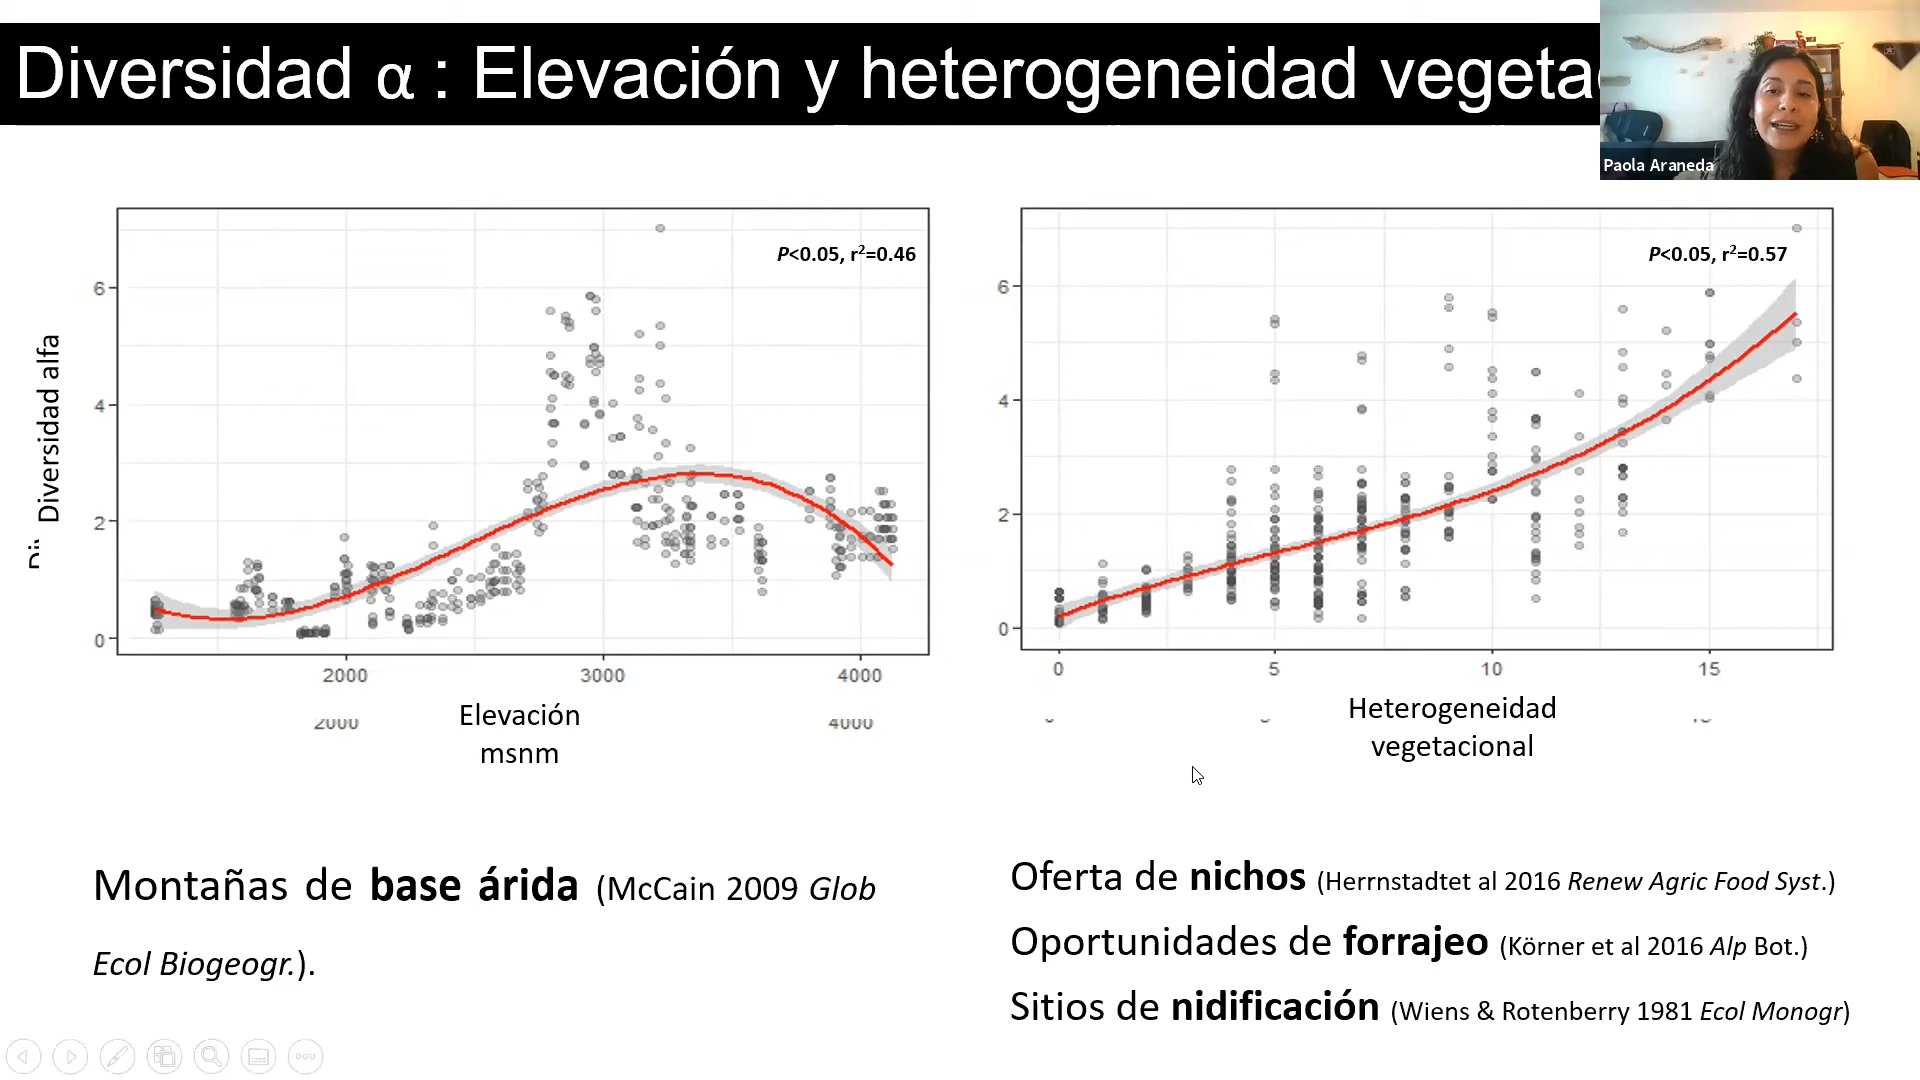 Diversidad α : Elevación y heterogeneidad vegeta
Paola Araneda
P<0.05, r²=0.46
6
4
2
0
Diversidad alfa
2000
3000
4000
2000
4000
Elevación
msnm
P<0.05, r²=0.57
6
4
2
0
0
5
10
15
Heterogeneidad
vegetacional
Montañas de base árida (McCain 2009 Glob
Ecol Biogeogr.).
Oferta de nichos (Herrnstadtet al 2016 Renew Agric Food Syst.)
Oportunidades de forrajeo (Körner et al 2016 Alp Bot.)
Sitios de nidificación (Wiens & Rotenberry 1981 Ecol Monogr)